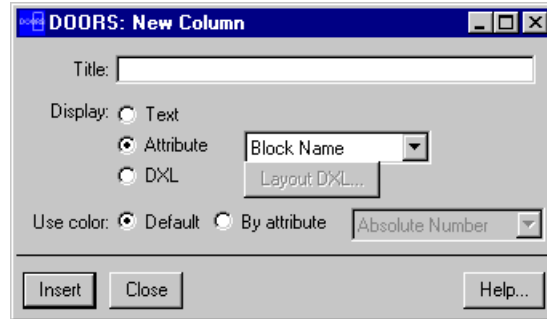 DOORS: New Column
Title:
Display: Text
Attribute Block Name
DXL Layout DXL...
Use color: Default By attribute Absolute Number
Insert Close Help...